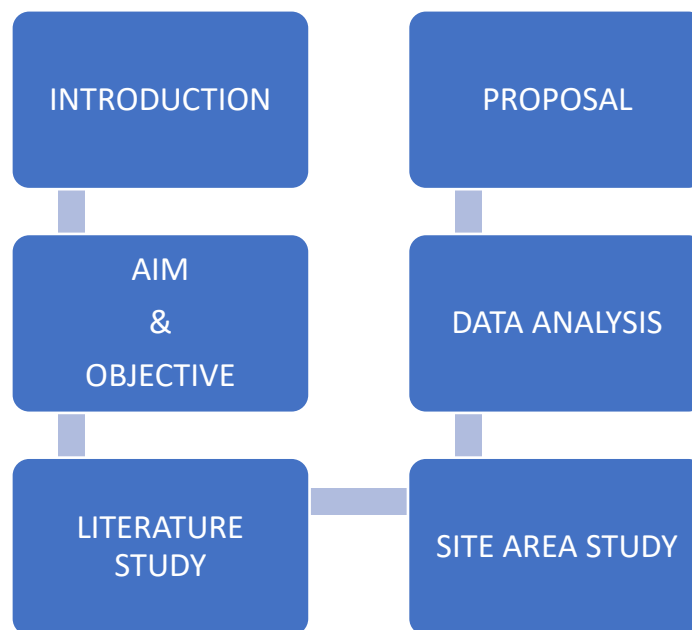 INTRODUCTION
AIM
&
OBJECTIVE
LITERATURE
STUDY
SITE AREA STUDY
DATA ANALYSIS
PROPOSAL